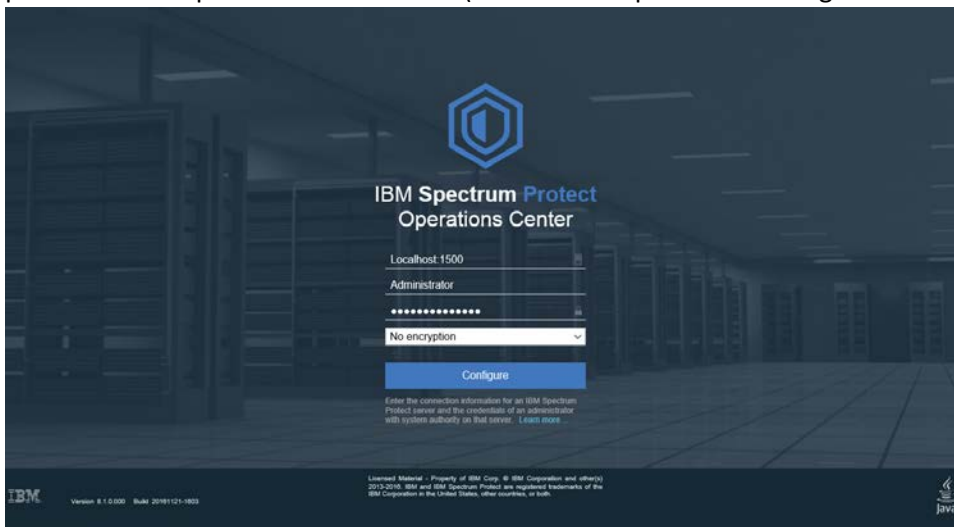 IBM Spectrum Protect
Operations Center
Localhost:1500
Administrator
No encryption
Configure
Enter the connection information for an IBM Spectrum
Protect server and the credentials of an administrator
with system authority on that server. Learn more...
IBM
Version 8.1.0.000 Build 20161121-1603
Licensed Material - Property of IBM Corp. © IBM Corporation and other(s)
2013-2016. IBM and IBM Spectrum Protect are registered trademarks of the
IBM Corporation in the United States, other countries, or both.
Java